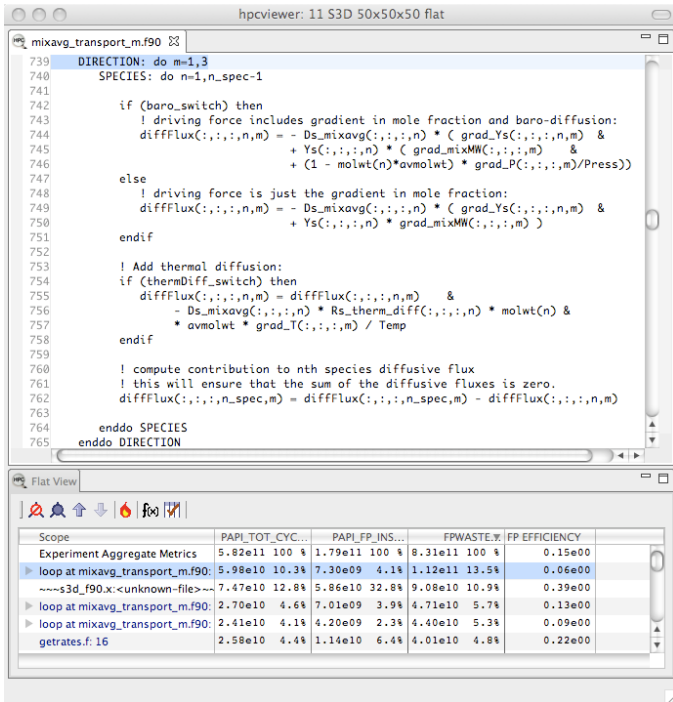 hpcviewer: 11 S3D 50x50x50 flat
mixavg_transport_m.f90
739 DIRECTION: do m=1,3
740 SPECIES: do n=1,n_spec-1
741
742 if (baro_switch) then
743 ! driving force includes gradient in mole fraction and baro-diffusion:
744 diffFlux(:,:,:,n,m) = - Ds_mixavg(:,:,:,n) * ( grad_Ys(:,:,:,n,m) &
745 + Ys(:,:,:,n) * ( grad_mixMW(:,:,:,m) &
746 + (1 - molwt(n)*avmolwt) * grad_P(:,:,:,m)/Press))
747 else
748 ! driving force is just the gradient in mole fraction:
749 diffFlux(:,:,:,n,m) = - Ds_mixavg(:,:,:,n) * ( grad_Ys(:,:,:,n,m) &
750 + Ys(:,:,:,n) * grad_mixMW(:,:,:,m) )
751 endif
752
753 ! Add thermal diffusion:
754 if (thermDiff_switch) then
755 diffFlux(:,:,:,n,m) = diffFlux(:,:,:,n,m) &
756 - Ds_mixavg(:,:,:,n) * Rs_therm_diff(:,:,:,n) * molwt(n) &
757 * avmolwt * grad_T(:,:,:,m) / Temp
758 endif
759
760 ! compute contribution to nth species diffusive flux
761 ! this will ensure that the sum of the diffusive fluxes is zero.
762 diffFlux(:,:,:,n_spec,m) = diffFlux(:,:,:,n_spec,m) - diffFlux(:,:,:,n,m)
763
764 enddo SPECIES
765 enddo DIRECTION
Flat View
f(x)
Scope PAPI_TOT_CYC... PAPI_FP_INS... FPWASTE FP EFFICIENCY
Experiment Aggregate Metrics 5.82e11 100 % 1.79e11 100 % 8.31e11 100 % 0.15e00
loop at mixavg_transport_m.f90: 5.98e10 10.3% 7.30e09 4.1% 1.12e11 13.5% 0.06e00
~~~s3d_f90.x:<unknown-file>~~ 7.47e10 12.8% 5.86e10 32.8% 9.08e10 10.9% 0.39e00
loop at mixavg_transport_m.f90: 2.70e10 4.6% 7.01e09 3.9% 4.71e10 5.7% 0.13e00
loop at mixavg_transport_m.f90: 2.41e10 4.1% 4.20e09 2.3% 4.40e10 5.3% 0.09e00
getrates.f: 16 2.58e10 4.4% 1.14e10 6.4% 4.01e10 4.8% 0.22e00